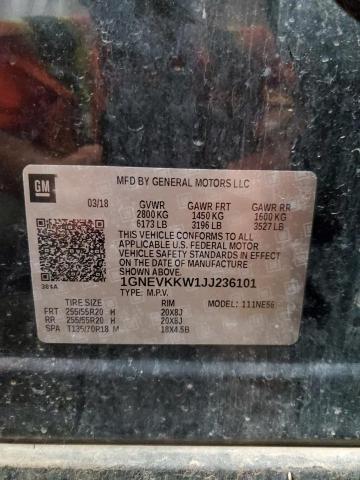 GM
MFD BY GENERAL MOTORS LLC
03/18 GVWR GAWR FRT GAWR RR
2800 KG 1450 KG 1600 KG
6173 LB 3196 LB 3527 LB
THIS VEHICLE CONFORMS TO ALL APPLICABLE
U.S. FEDERAL MOTOR VEHICLE
SAFETY STANDARDS IN EFFECT ON THE
DATE OF MANUFACTURE SHOWN ABOVE.
384A
1GNEVKKW1JJ236101
TYPE: M.P.V.
TIRE SIZE RIM MODEL: 111NE56
FRT 255/55R20 H 20X8J
RR 255/55R20 H 20X8J
SPA T135/70R18 M 18X4.5B